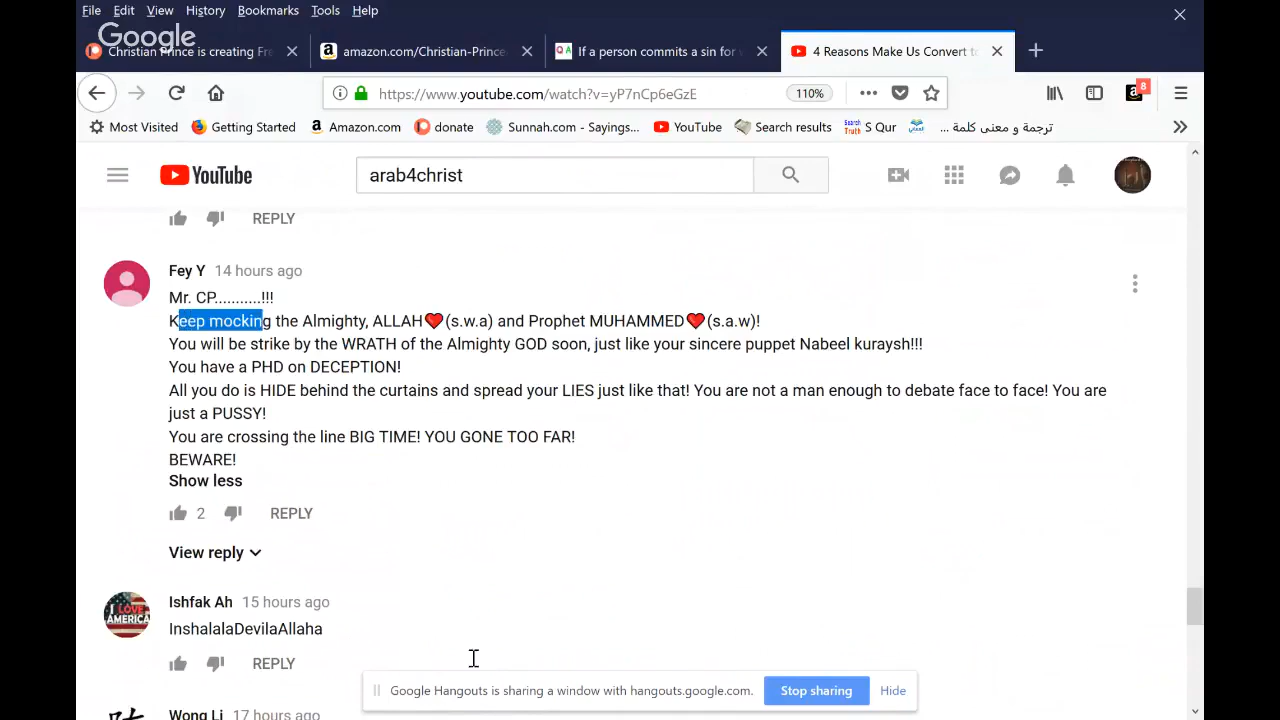 File Edit View History Bookmarks Tools Help
Google
Christian Prince is creating Fre
amazon.com/Christian-Prince
Q A If a person commits a sin for
4 Reasons Make Us Convert to
https://www.youtube.com/watch?v=yP7nCp6eGzE
110%
8
Most Visited Getting Started Amazon.com donate Sunnah.com - Sayings... YouTube Search results Search Truth S Qur ترجمة و معنى كلمة ...
YouTube
arab4christ
REPLY
Fey Y 14 hours ago
Mr. CP...........!!!
Keep mocking the Almighty, ALLAH❤(s.w.a) and Prophet MUHAMMED❤(s.a.w)!
You will be strike by the WRATH of the Almighty GOD soon, just like your sincere puppet Nabeel kuraysh!!!
You have a PHD on DECEPTION!
All you do is HIDE behind the curtains and spread your LIES just like that! You are not a man enough to debate face to face! You are
just a PUSSY!
You are crossing the line BIG TIME! YOU GONE TOO FAR!
BEWARE!
Show less
2 REPLY
View reply
I LOVE AMERICA
Ishfak Ah 15 hours ago
InshalalaDevilaAllaha
REPLY
Google Hangouts is sharing a window with hangouts.google.com. Stop sharing Hide
Wong Li 17 hours ago